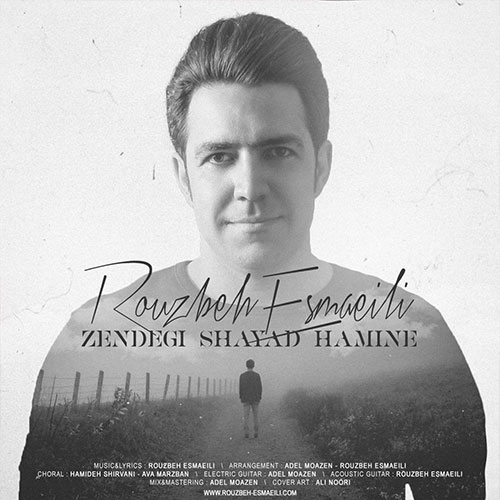 Rouzbeh Esmaeili
ZENDEGI SHAYAD HAMINE
MUSIC&LYRICS : ROUZBEH ESMAEILI \ ARRANGEMENT : ADEL MOAZEN - ROUZBEH ESMAEILI
CHORAL : HAMIDEH SHIRVANI - AVA MARZBAN \ ELECTRIC GUITAR : ADEL MOAZEN \ ACOUSTIC GUITAR : ROUZBEH ESMAEILI
MIX&MASTERING : ADEL MOAZEN \ COVER ART : ALI NOORI
WWW.ROUZBEH-ESMAEILI.COM